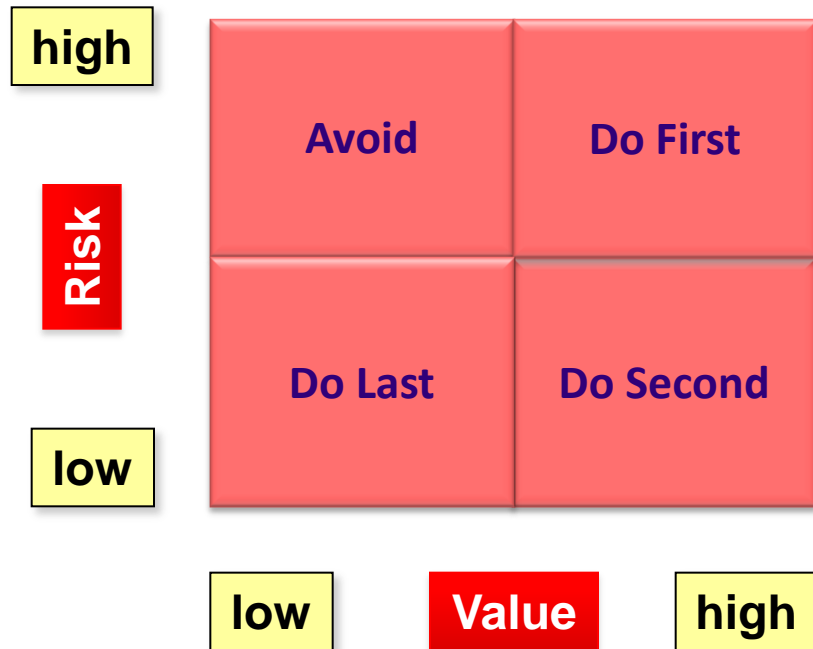 high
Avoid
Do First
Risk
Do Last
Do Second
low
low
Value
high